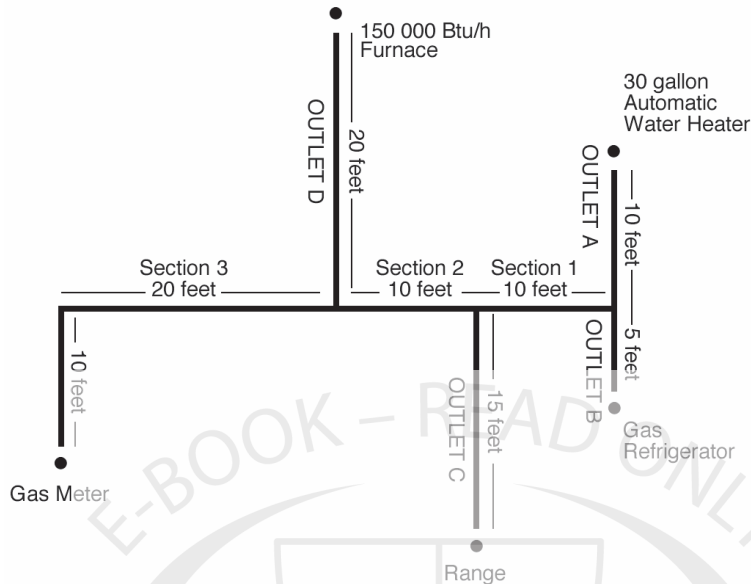 150 000 Btu/h
Furnace
30 gallon
Automatic
Water Heater
OUTLET D
20 feet
OUTLET A
10 feet
Section 3
20 feet
Section 2
10 feet
Section 1
10 feet
10 feet
OUTLET B
5 feet
OUTLET C
15 feet
Gas
Refrigerator
Gas Meter
Range
E-BOOK – READ ONLY